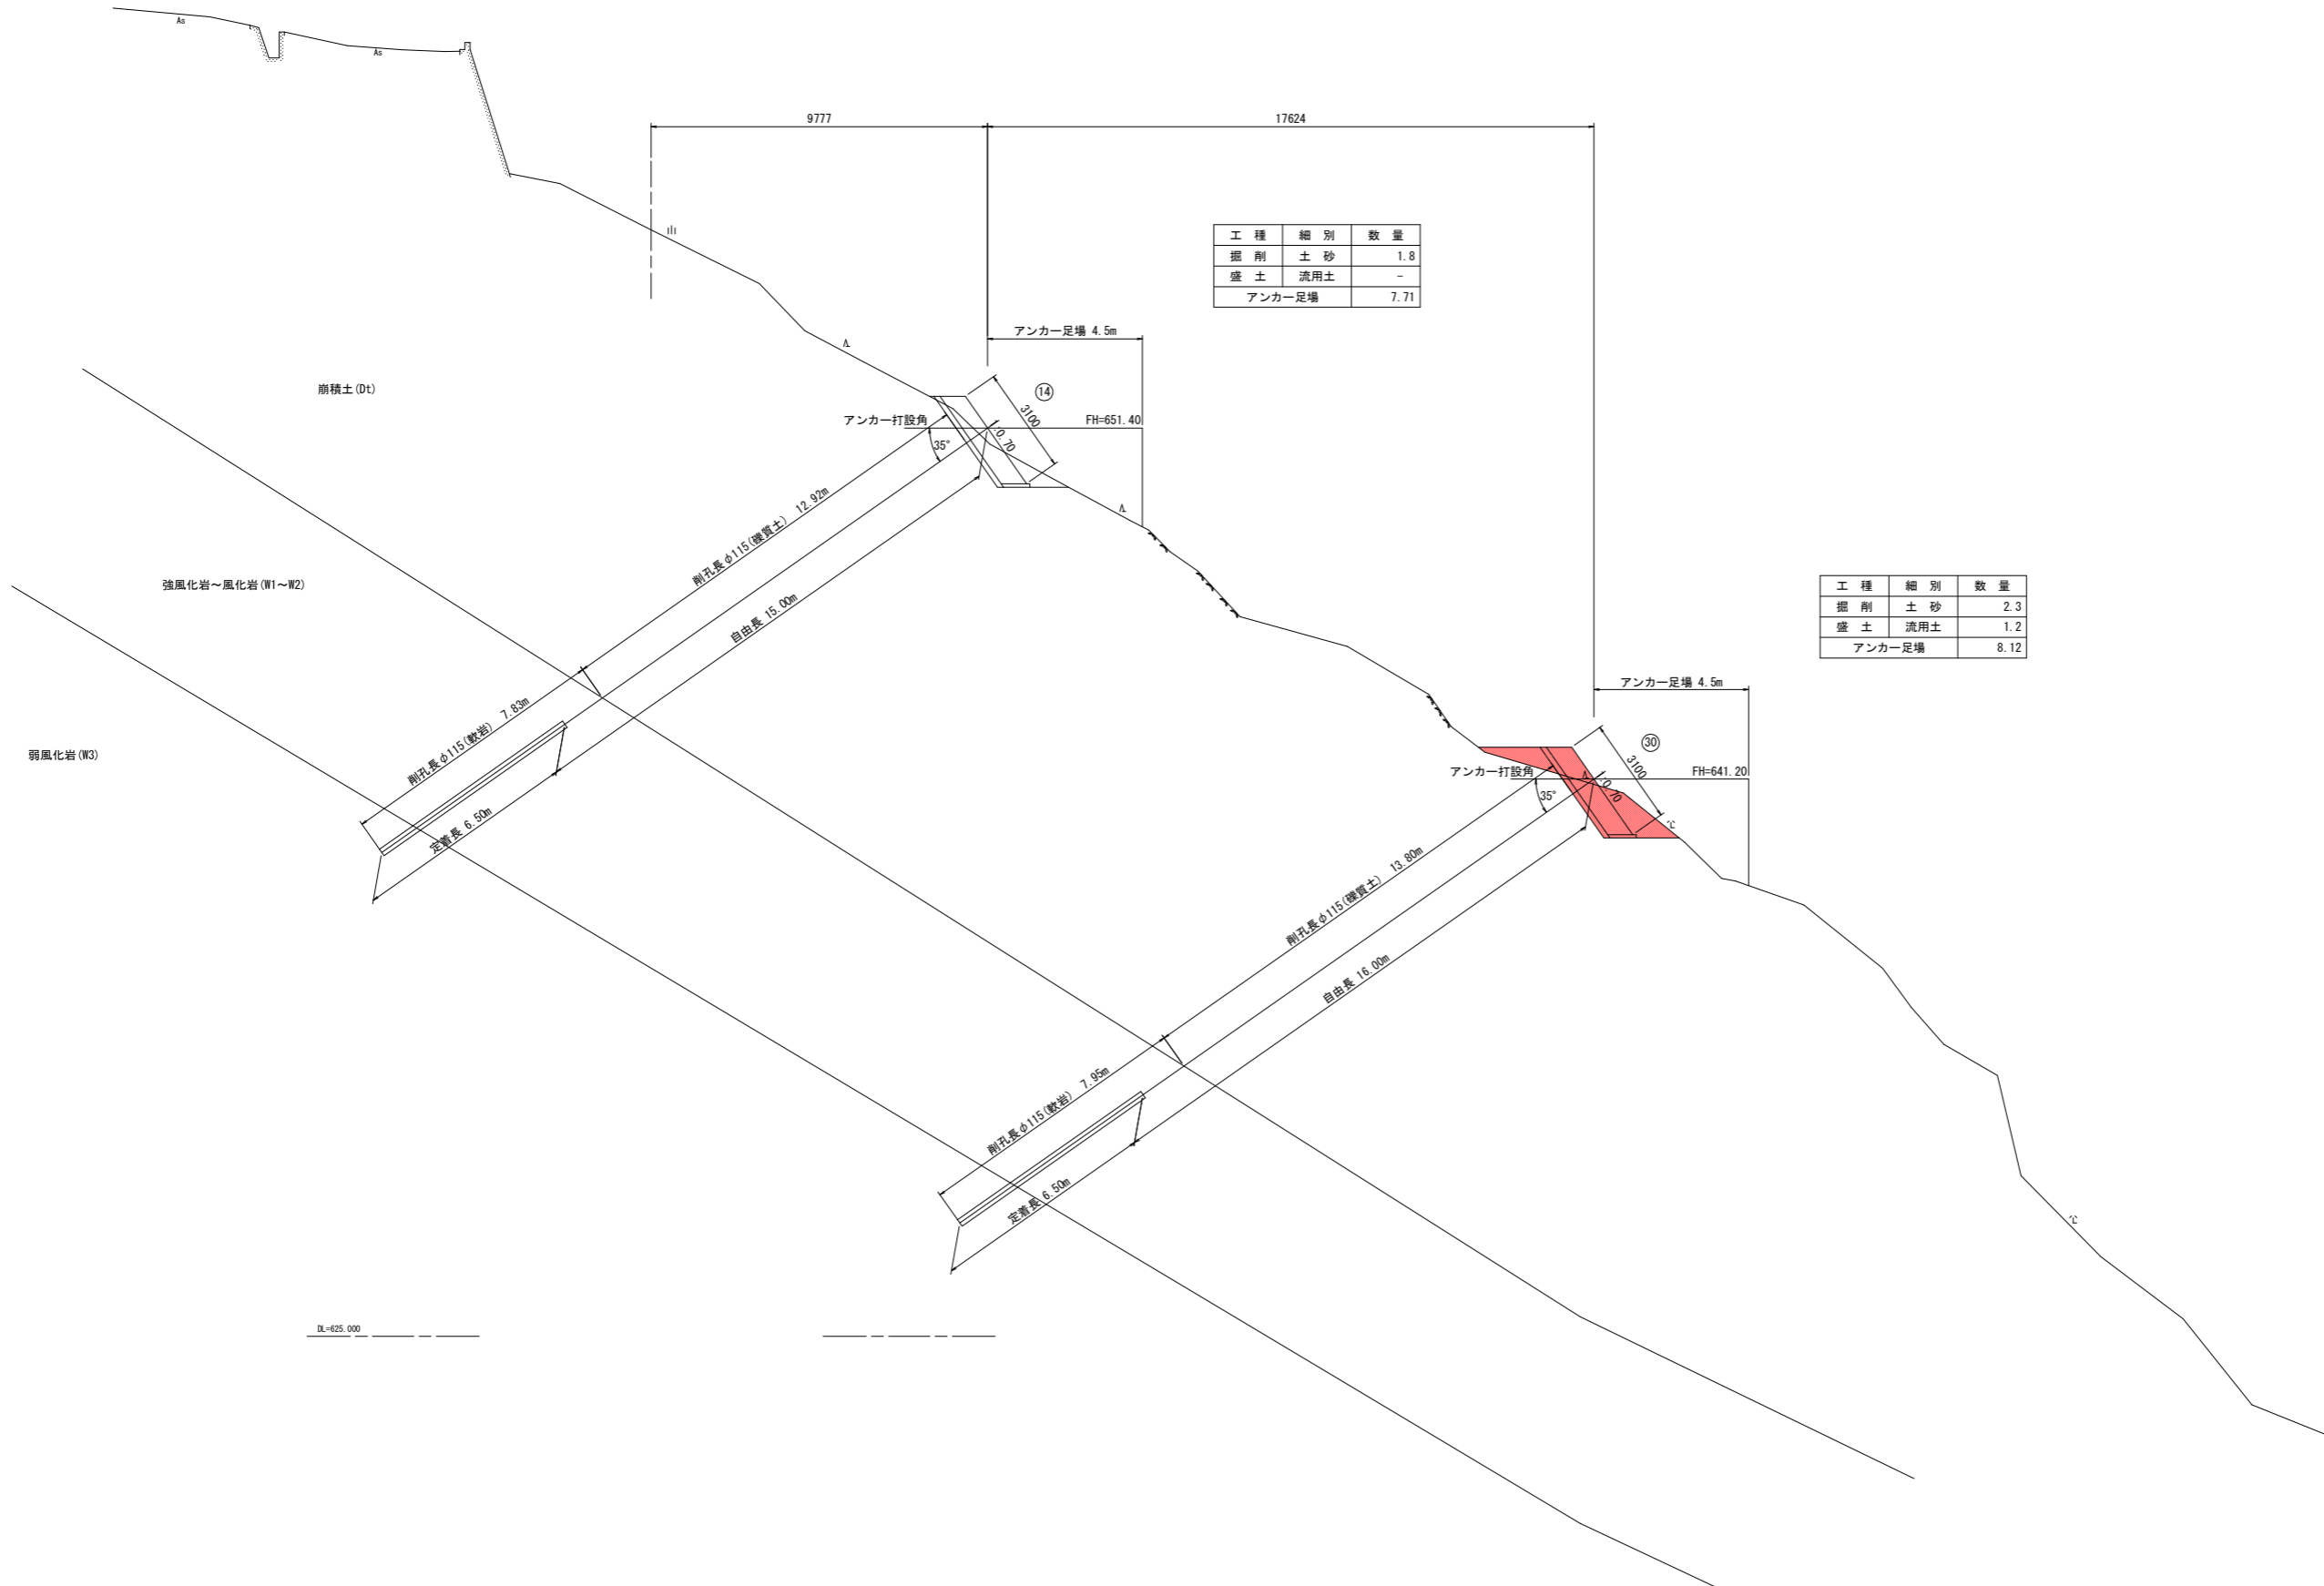 As
As
9777
17624
山
工 種 細 別 数 量
掘 削 土 砂 1.8
盛 土 流用土 -
アンカー足場 7.71
アンカー足場 4.5m
崩積土(Dt)
⑭
3100
アンカー打設角
FH=651.40
35°
削孔長φ115(礫質土) 12.92m
自由長 15.00m
強風化岩～風化岩(W1～W2)
工 種 細 別 数 量
掘 削 土 砂 2.3
盛 土 流用土 1.2
アンカー足場 8.12
アンカー足場 4.5m
削孔長φ115(軟岩) 7.83m
定着長 6.50m
弱風化岩(W3)
㉚
3100
アンカー打設角
FH=641.20
35°
削孔長φ115(礫質土) 13.80m
自由長 16.00m
削孔長φ115(軟岩) 7.95m
定着長 6.50m
DL=625.000